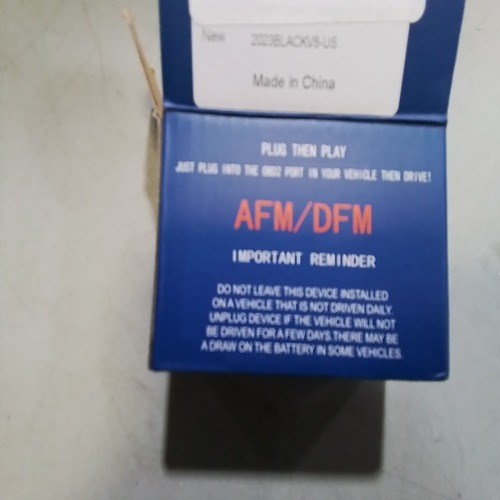 New 2023BLACKV8-US
Made in China
PLUG THEN PLAY
JUST PLUG INTO THE OBD2 PORT IN YOUR VEHICLE THEN DRIVE!
AFM/DFM
IMPORTANT REMINDER
DO NOT LEAVE THIS DEVICE INSTALLED
ON A VEHICLE THAT IS NOT DRIVEN DAILY.
UNPLUG DEVICE IF THE VEHICLE WILL NOT
BE DRIVEN FOR A FEW DAYS.THERE MAY BE
A DRAW ON THE BATTERY IN SOME VEHICLES.